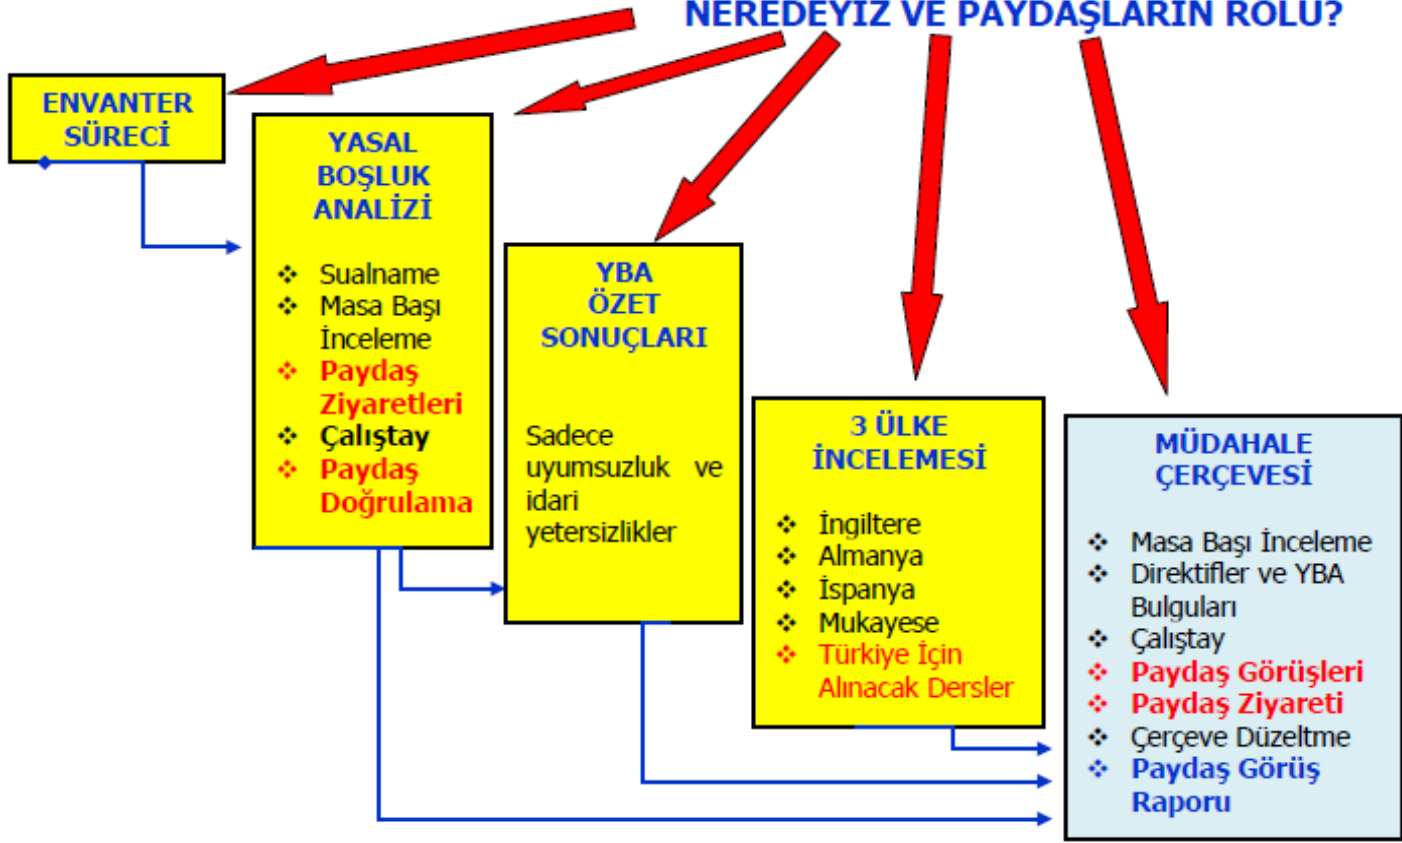 NEREDEYİZ VE PAYDAŞLARIN ROLÜ?
ENVANTER
SÜRECİ
YASAL
BOŞLUK
ANALİZİ
❖ Sualname
❖ Masa Başı
İnceleme
❖ Paydaş
Ziyaretleri
❖ Çalıştay
❖ Paydaş
Doğrulama
YBA
ÖZET
SONUÇLARI
Sadece
uyumsuzluk ve
idari
yetersizlikler
3 ÜLKE
İNCELEMESİ
❖ İngiltere
❖ Almanya
❖ İspanya
❖ Mukayese
❖ Türkiye İçin
Alınacak Dersler
MÜDAHALE
ÇERÇEVESİ
❖ Masa Başı İnceleme
❖ Direktifler ve YBA
Bulguları
❖ Çalıştay
❖ Paydaş Görüşleri
❖ Paydaş Ziyareti
❖ Çerçeve Düzeltme
❖ Paydaş Görüş
Raporu